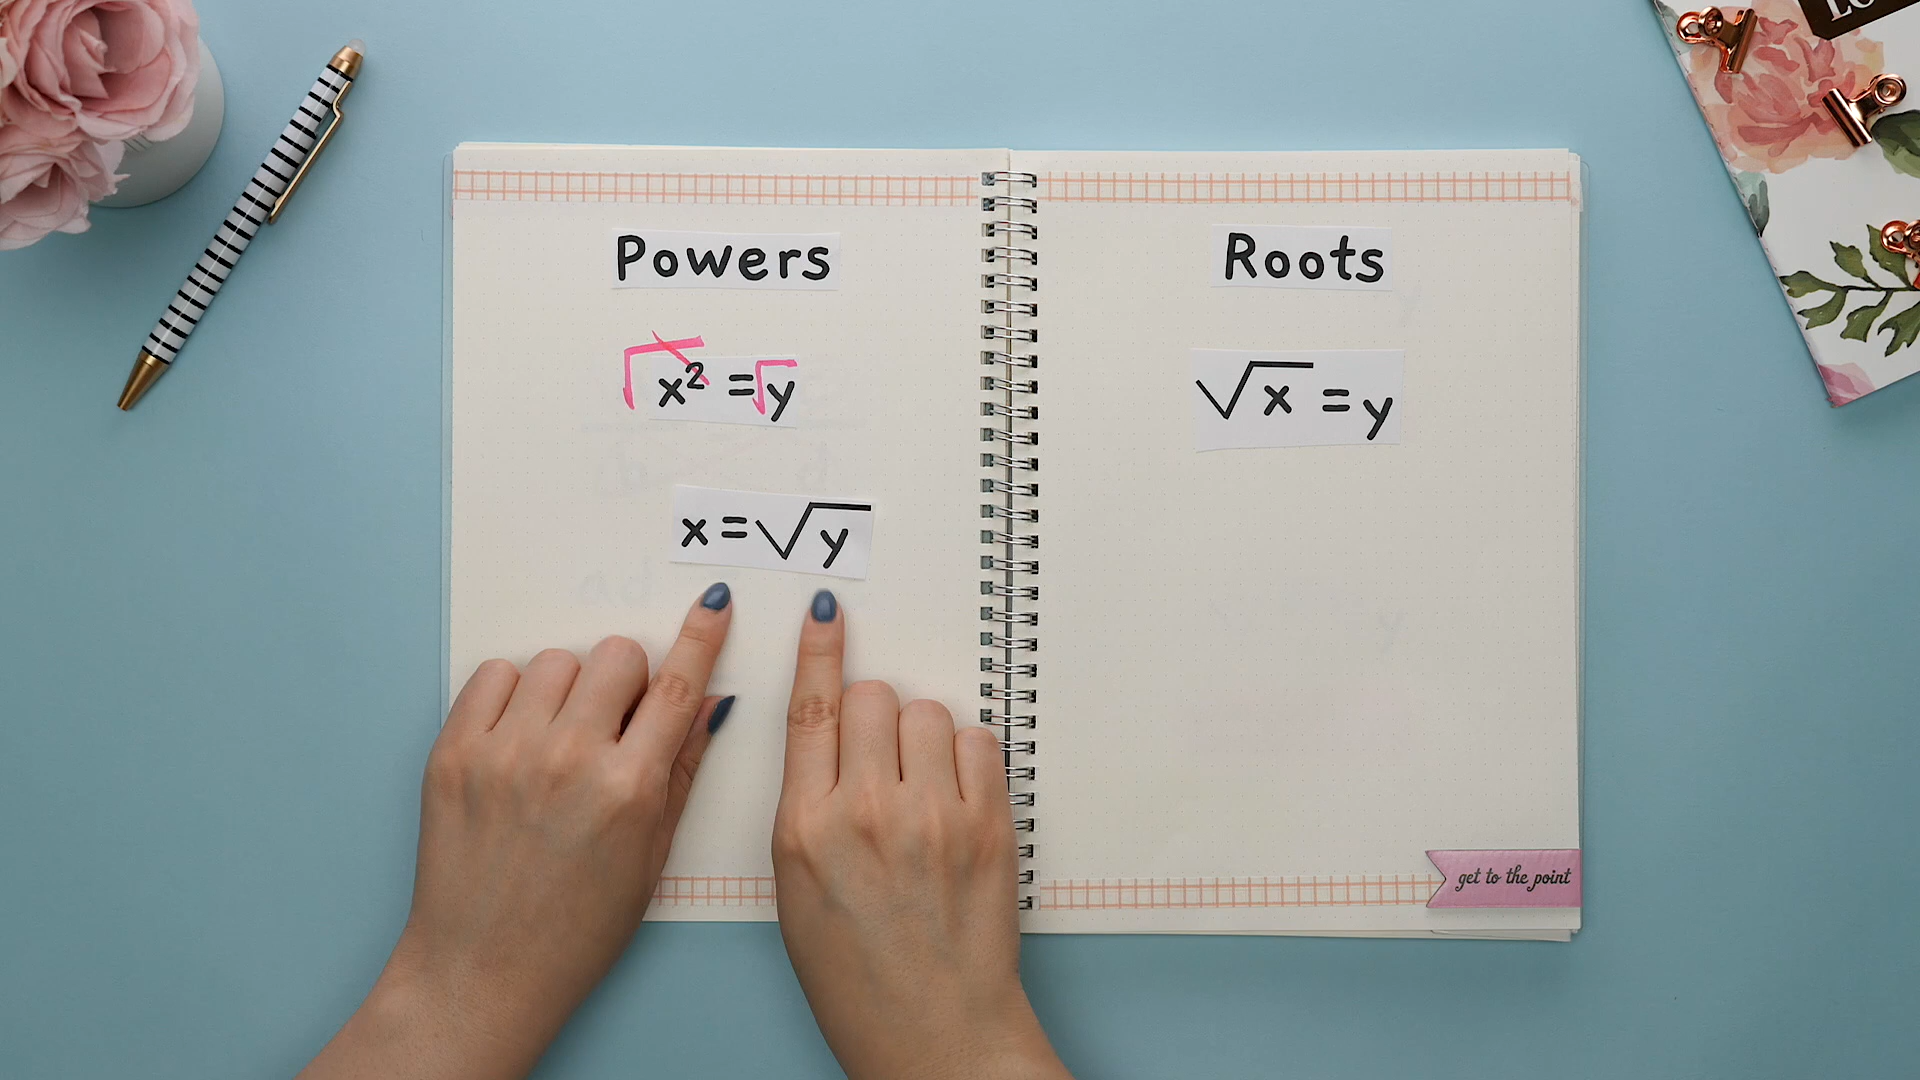 Powers
√x² = √y
x = √y
Roots
√x = y
get to the point